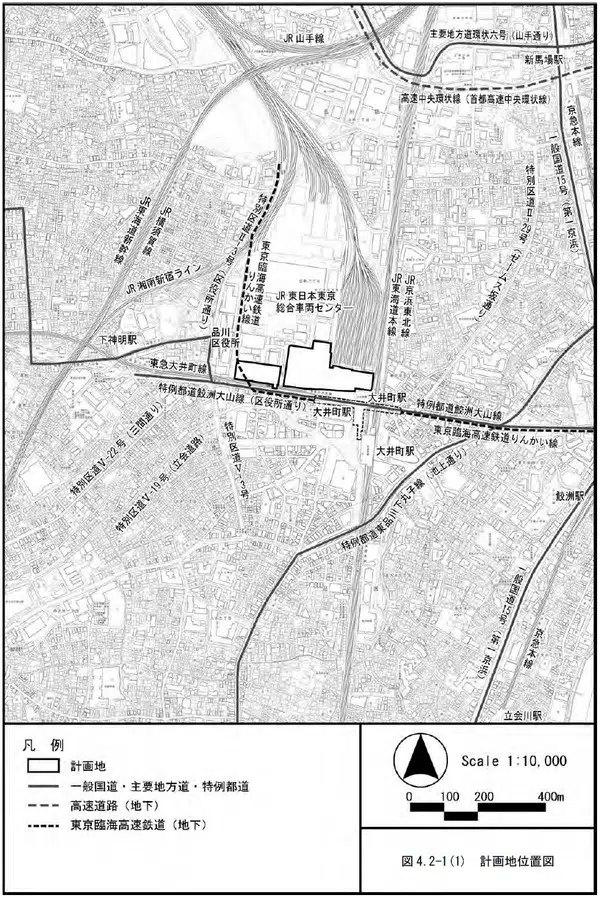 JR山手線
主要地方道環状六号（山手通り）
新馬場駅
高速中央環状線（首都高速中央環状線）
京急本線
一般国道15号（第一京浜）
特別区道Ⅱ-29号（ゼームス坂通り）
JR横須賀線
JR東海道新幹線
JR湘南新宿ライン
特別区道Ⅱ-3号（区役所通り）
東京臨海高速鉄道りんかい線
JR東日本東京
総合車両センター
JR京浜東北線
JR東海道本線
下神明駅
品川
区役所
東急大井町線
特例都道鮫洲大山線（区役所通り）
大井町駅
大井町駅
特例都道鮫洲大山線
東京臨海高速鉄道りんかい線
大井町駅
特別区道Ⅴ-22号（三間通り）
特別区道Ⅴ-19号（立会道路）
特別区道Ⅴ-3号
特例都道東品川下丸子線（池上通り）
鮫洲駅
一般国道15号（第一京浜）
京急本線
立会川駅
凡 例
計画地
一般国道・主要地方道・特例都道
高速道路（地下）
東京臨海高速鉄道（地下）
Scale 1:10,000
0 100 200 400m
図4.2-1(1) 計画地位置図